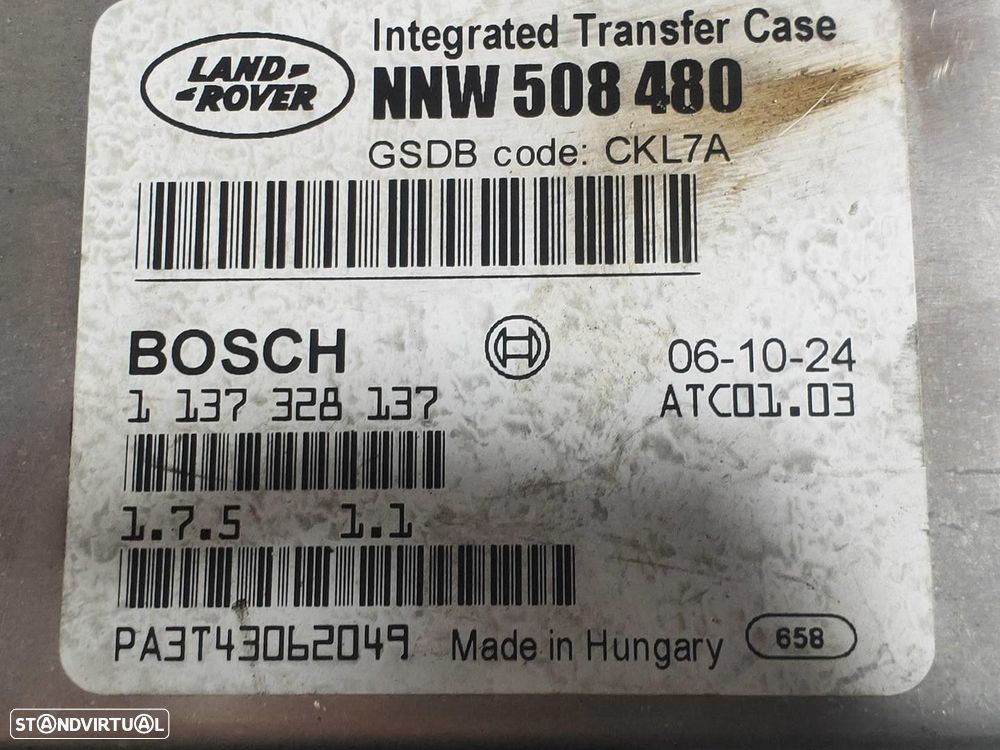 LAND-
-ROVER
Integrated Transfer Case
NNW 508 480
GSDB code: CKL7A
BOSCH
06-10-24
1 137 328 137
ATC01.03
1.7.5 1.1
PA3T43062049
Made in Hungary
658
STANDVIRTUAL